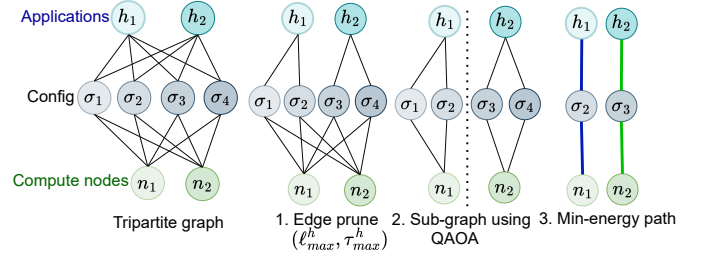 Applications h₁ h₂ h₁ h₂ h₁ h₂ h₁ h₂
Config σ₁ σ₂ σ₃ σ₄ σ₁ σ₂ σ₃ σ₄ σ₁ σ₂ σ₃ σ₄ σ₂ σ₃
Compute nodes n₁ n₂ n₁ n₂ n₁ n₂ n₁ n₂
Tripartite graph 1. Edge prune 2. Sub-graph using 3. Min-energy path
(ℓʰₘₐₓ, τʰₘₐₓ) QAOA